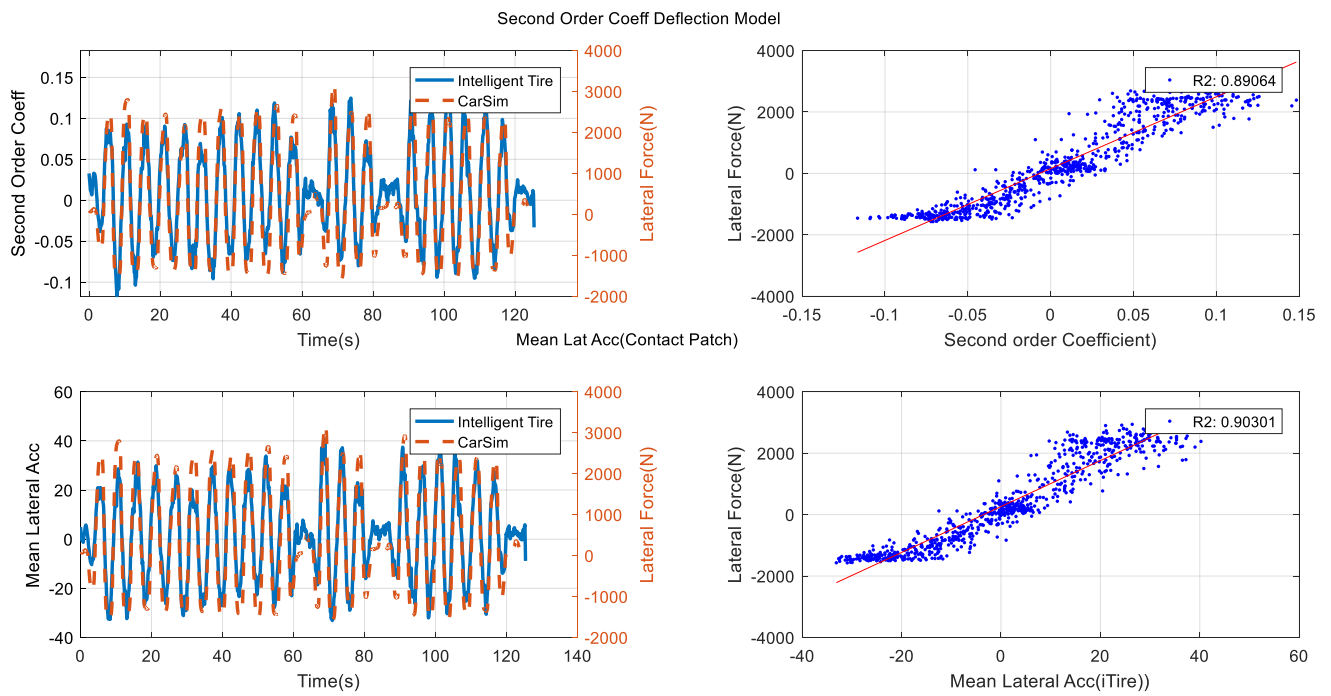 Second Order Coeff Deflection Model
Second Order Coeff
0.15
0.1
0.05
0
-0.05
-0.1
0 20 40 60 80 100 120
Time(s)
4000
3000
2000
1000
0
-1000
-2000
Lateral Force(N)
Intelligent Tire
CarSim
Lateral Force(N)
4000
2000
0
-2000
-4000
-0.15 -0.1 -0.05 0 0.05 0.1 0.15
Second order Coefficient)
R2: 0.89064
Mean Lat Acc(Contact Patch)
Mean Lateral Acc
60
40
20
0
-20
-40
0 20 40 60 80 100 120 140
Time(s)
4000
3000
2000
1000
0
-1000
-2000
Lateral Force(N)
Intelligent Tire
CarSim
Lateral Force(N)
4000
2000
0
-2000
-4000
-40 -20 0 20 40 60
Mean Lateral Acc(iTire))
R2: 0.90301